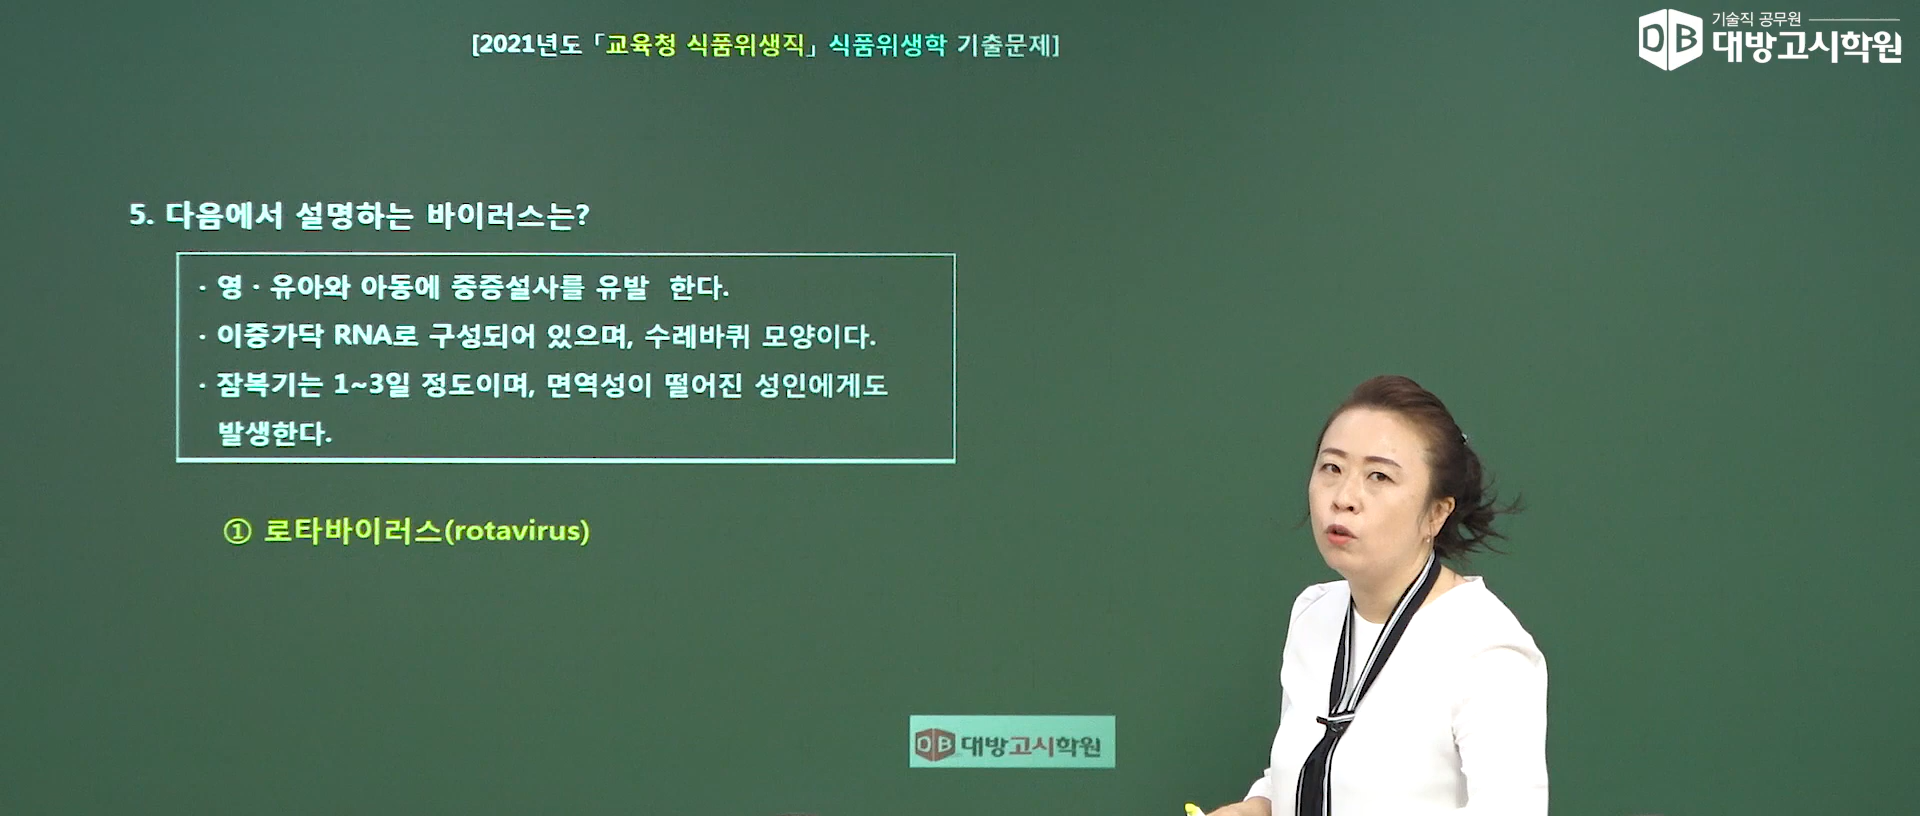 [2021년도 「교육청 식품위생직」 식품위생학 기출문제]
기술직 공무원
DB 대방고시학원
5. 다음에서 설명하는 바이러스는?
· 영 · 유아와 아동에 중증설사를 유발 한다.
· 이중가닥 RNA로 구성되어 있으며, 수레바퀴 모양이다.
· 잠복기는 1~3일 정도이며, 면역성이 떨어진 성인에게도
발생한다.
① 로타바이러스(rotavirus)
DB 대방고시학원